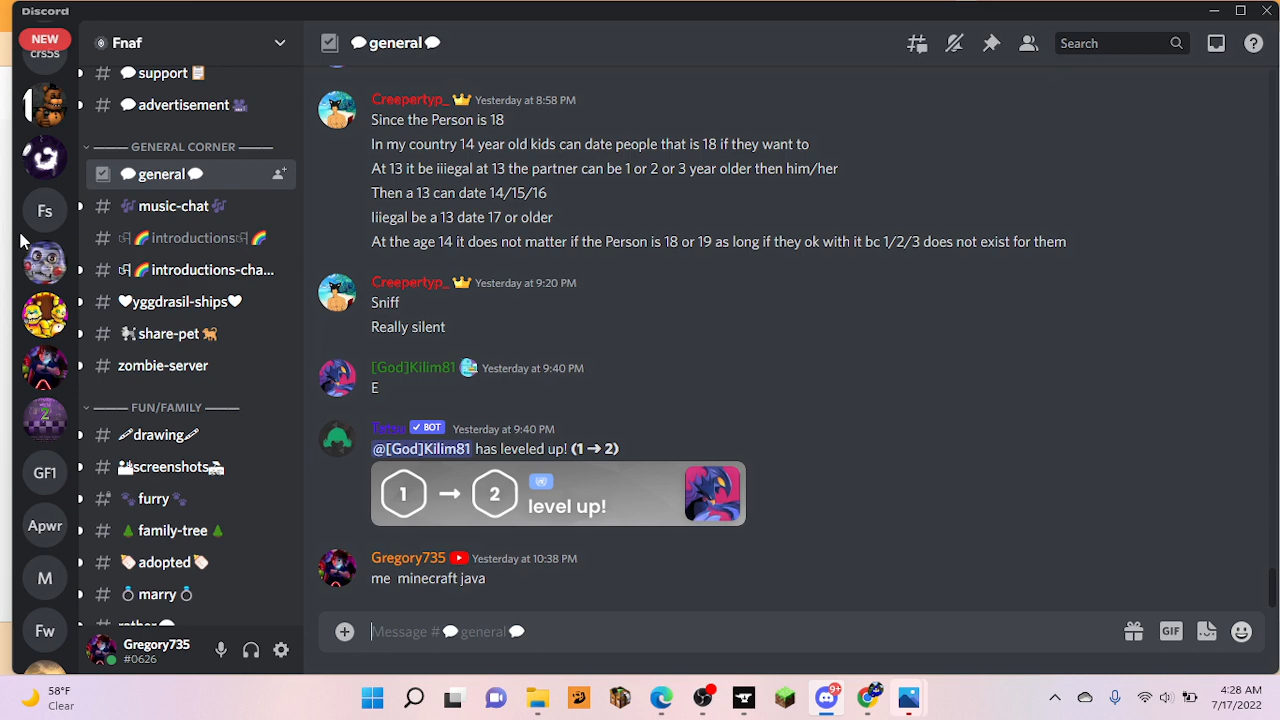 Discord
NEW
crs5s
Fnaf
general
Search
support
advertisement
GENERAL CORNER
general
music-chat
introductions
introductions-cha...
yggdrasil-ships
share-pet
zombie-server
FUN/FAMILY
drawing
screenshots
furry
family-tree
adopted
marry
Fs
GF1
Apwr
M
Fw
Gregory735
#0626
Creepertyp_ Yesterday at 8:58 PM
Since the Person is 18
In my country 14 year old kids can date people that is 18 if they want to
At 13 it be iiiegal at 13 the partner can be 1 or 2 or 3 year older then him/her
Then a 13 can date 14/15/16
Iiiegal be a 13 date 17 or older
At the age 14 it does not matter if the Person is 18 or 19 as long if they ok with it bc 1/2/3 does not exist for them
Creepertyp_ Yesterday at 9:20 PM
Sniff
Really silent
[God]Kilim81 Yesterday at 9:40 PM
E
Tatsu BOT Yesterday at 9:40 PM
@[God]Kilim81 has leveled up! (1 → 2)
1 → 2 level up!
Gregory735 Yesterday at 10:38 PM
me minecraft java
Message # general
GIF
58°F
Clear
9+
4:28 AM
7/17/2022